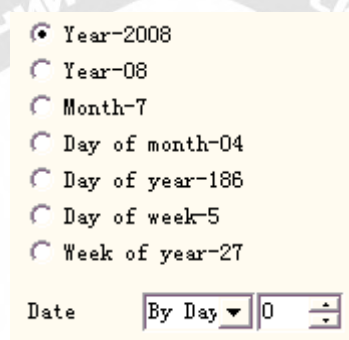 Year-2008
Year-08
Month-7
Day of month-04
Day of year-186
Day of week-5
Week of year-27
Date By Day 0